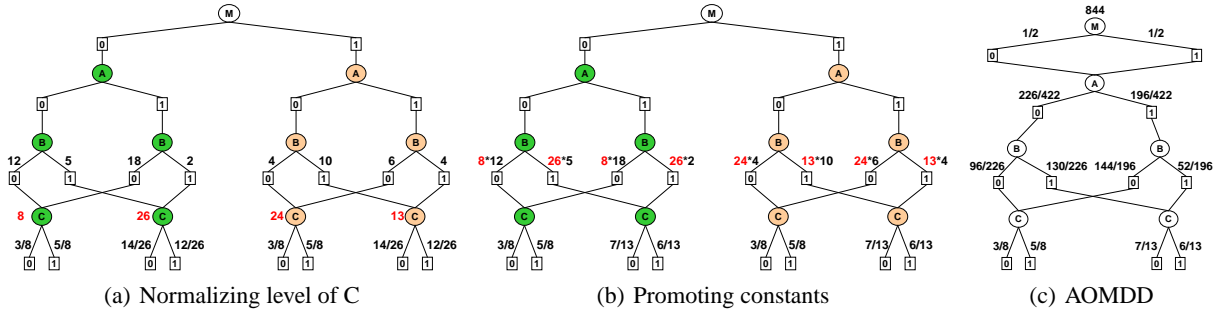 M
0 1
A A
0 1 0 1
B B B B
12 5 18 2 4 10 6 4
0 1 0 1 0 1 0 1
8 C 26 C 24 C 13 C
3/8 5/8 14/26 12/26 3/8 5/8 14/26 12/26
0 1 0 1 0 1 0 1
(a) Normalizing level of C
M
0 1
A A
0 1 0 1
B B B B
8*12 26*5 8*18 26*2 24*4 13*10 24*6 13*4
0 1 0 1 0 1 0 1
C C C C
3/8 5/8 7/13 6/13 3/8 5/8 7/13 6/13
0 1 0 1 0 1 0 1
(b) Promoting constants
844
M
1/2 1/2
0 1
A
226/422 196/422
0 1
B B
96/226 130/226 144/196 52/196
0 1 0 1
C C
3/8 5/8 7/13 6/13
0 1 0 1
(c) AOMDD